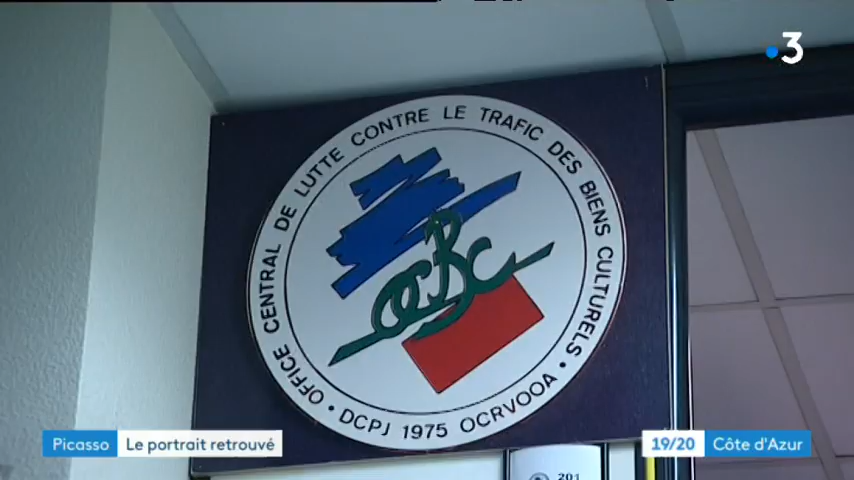 3
OFFICE CENTRAL DE LUTTE CONTRE LE TRAFIC DES BIENS CULTURELS •
• DCPJ 1975 OCRVOOA
OCBC
201
Picasso Le portrait retrouvé
19/20 Côte d'Azur